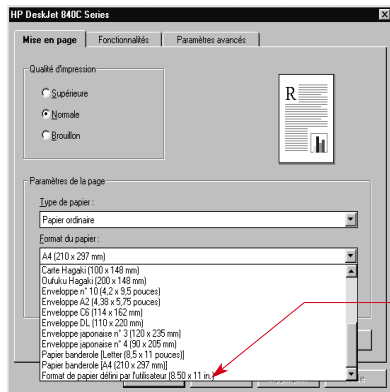 HP DeskJet 840C Series
Mise en page
Fonctionnalités
Paramètres avancés
Qualité d'impression
Supérieure
Normale
Brouillon
R
Paramètres de la page
Type de papier :
Papier ordinaire
Format du papier :
A4 (210 x 297 mm)
Carte Hagaki (100 x 148 mm)
Oufuku Hagaki (200 x 148 mm)
Enveloppe n° 10 (4,2 x 9,5 pouces)
Enveloppe A2 (4,38 x 5,75 pouces)
Enveloppe C6 (114 x 162 mm)
Enveloppe DL (110 x 220 mm)
Enveloppe japonaise n° 3 (120 x 235 mm)
Enveloppe japonaise n° 4 (90 x 205 mm)
Papier banderole [Letter (8,5 x 11 pouces)]
Papier banderole [A4 (210 x 297 mm)]
Format de papier défini par l'utilisateur (8.50 x 11 in.)